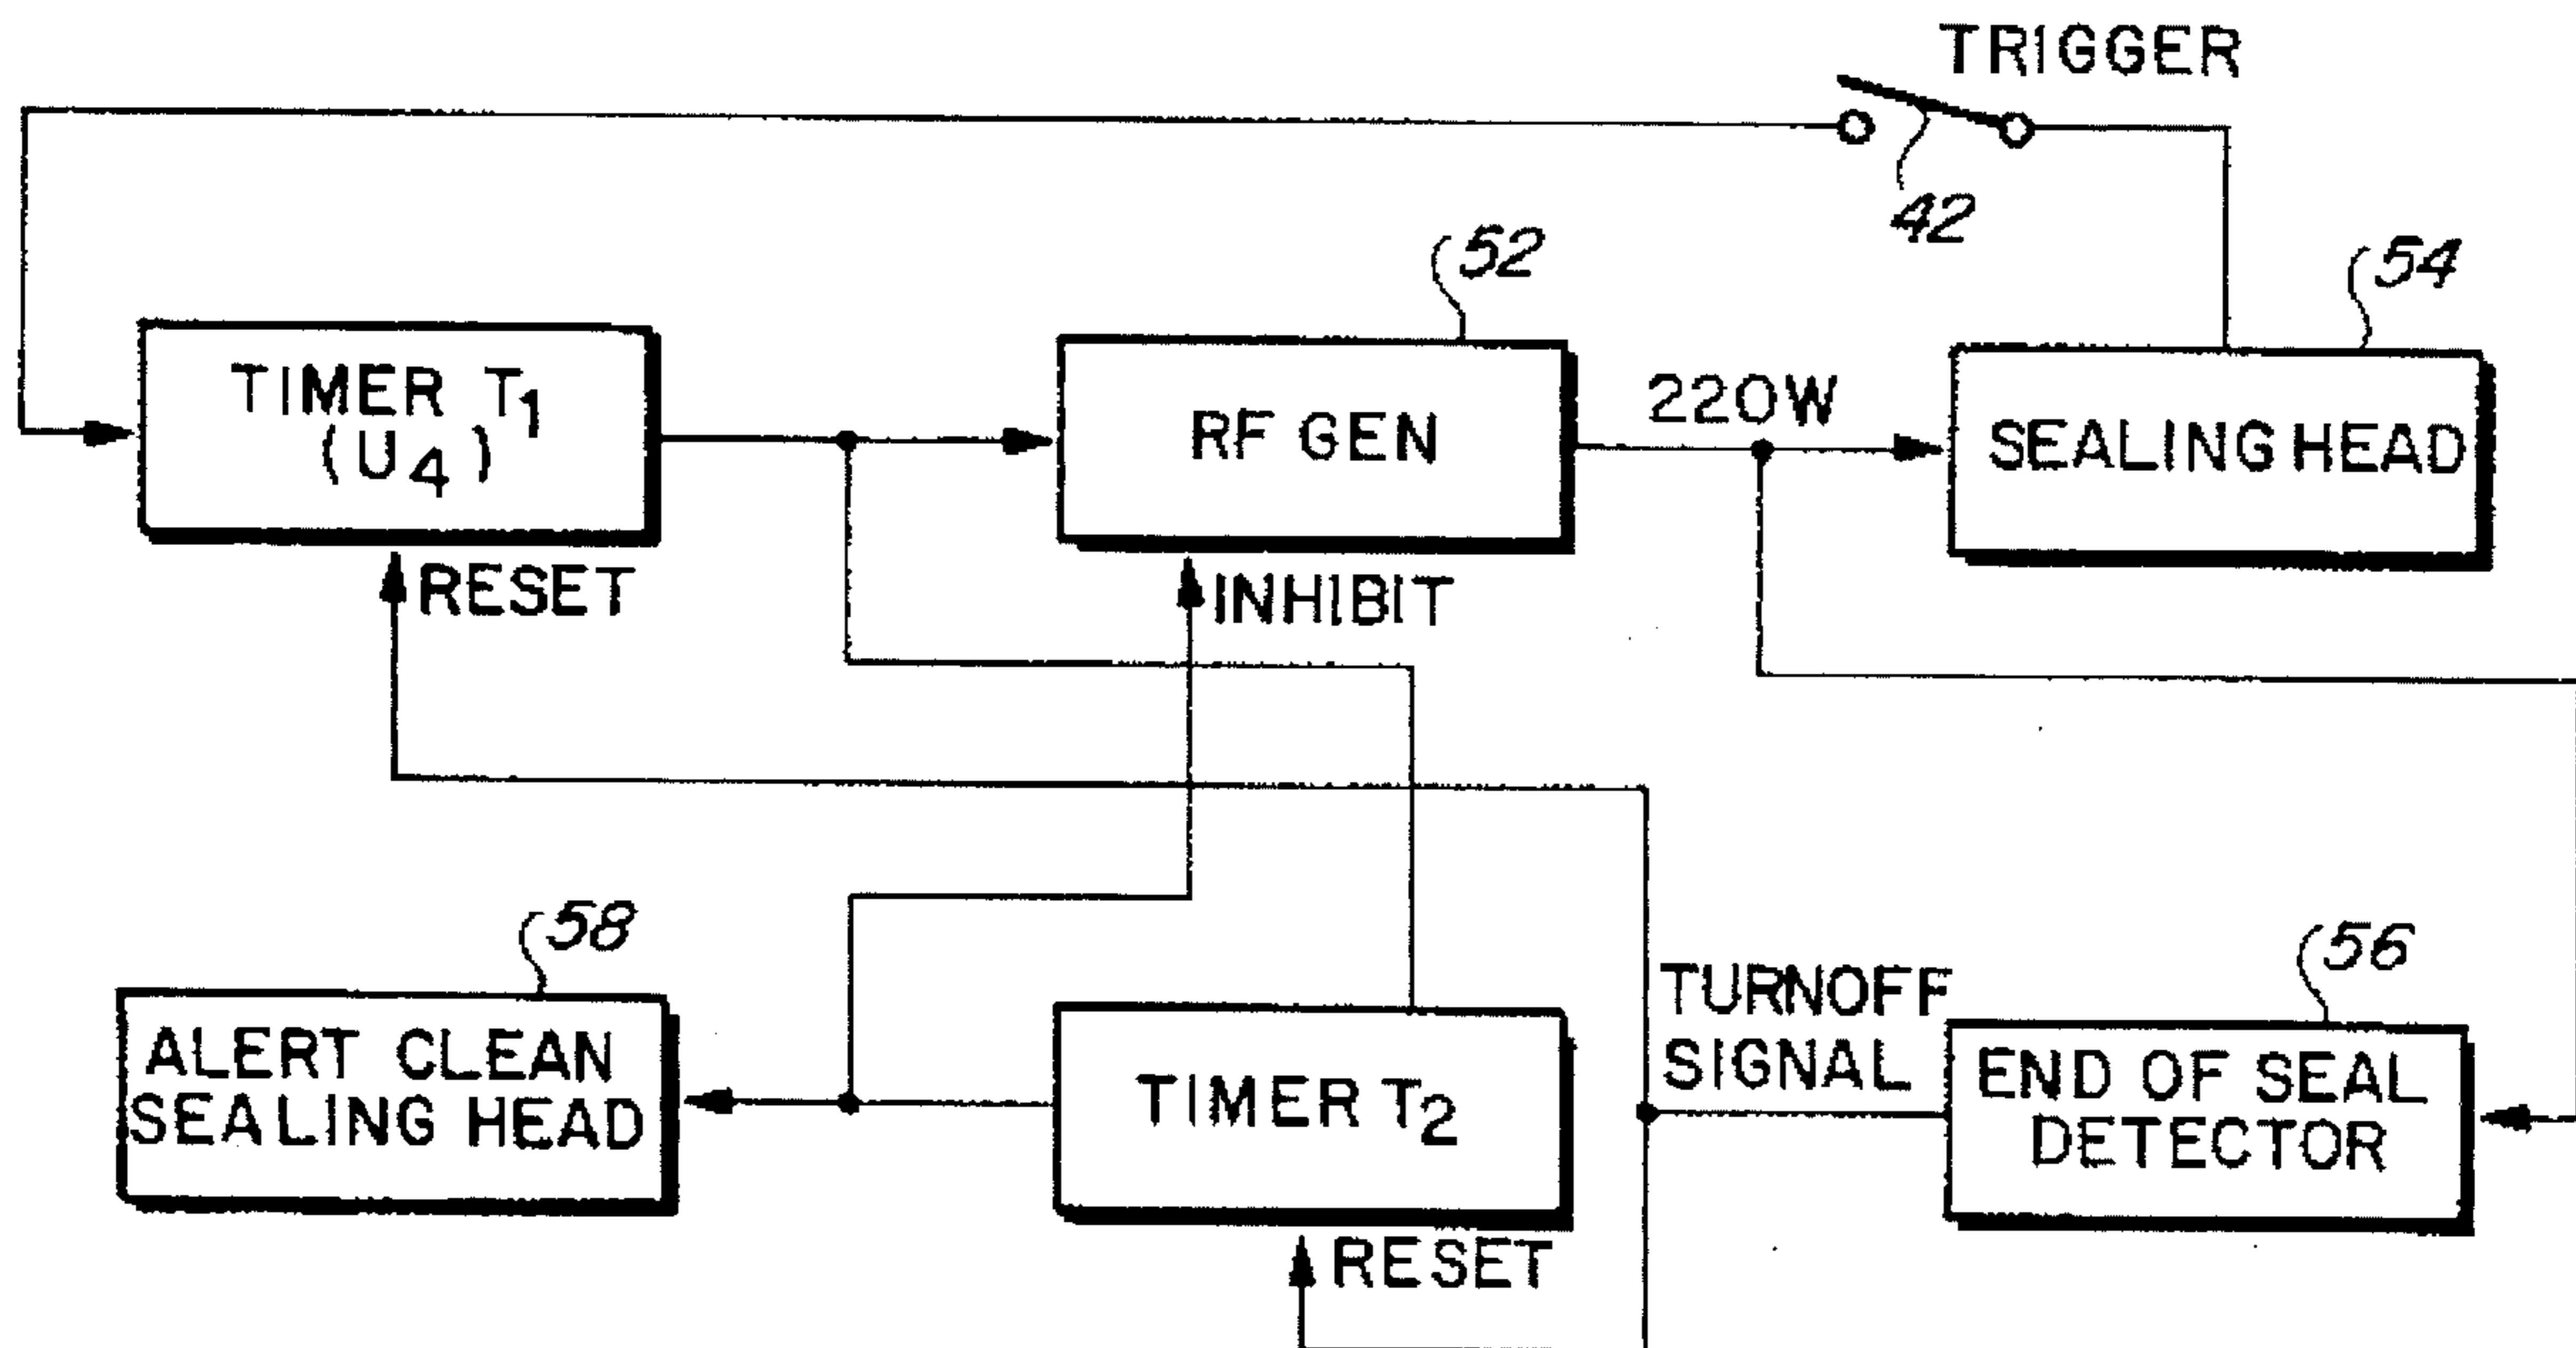 TRIGGER
42
52
54
TIMER T1
(U4)
RF GEN
220W
SEALING HEAD
RESET
INHIBIT
58
56
ALERT CLEAN
SEALING HEAD
TIMER T2
TURNOFF
SIGNAL
END OF SEAL
DETECTOR
RESET